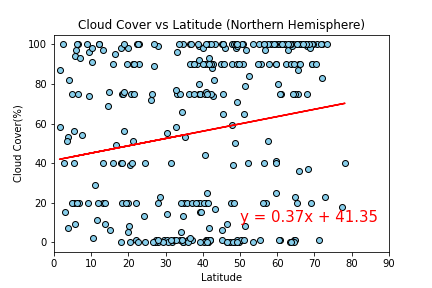 Cloud Cover vs Latitude (Northern Hemisphere)
100
80
60
40
20
0
Cloud Cover(%)
y = 0.37x + 41.35
0 10 20 30 40 50 60 70 80 90
Latitude